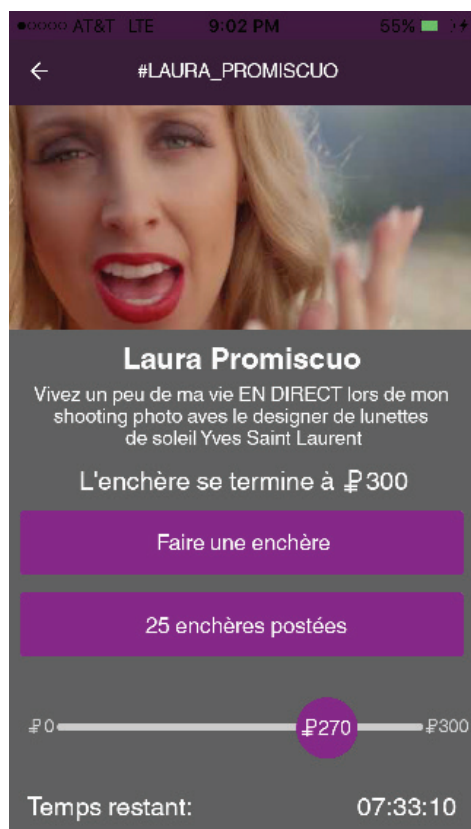 AT&T LTE 9:02 PM 55%
#LAURA_PROMISCUO
Laura Promiscuo
Vivez un peu de ma vie EN DIRECT lors de mon
shooting photo aves le designer de lunettes
de soleil Yves Saint Laurent
L'enchère se termine à ₽300
Faire une enchère
25 enchères postées
₽0 ₽270 ₽300
Temps restant: 07:33:10